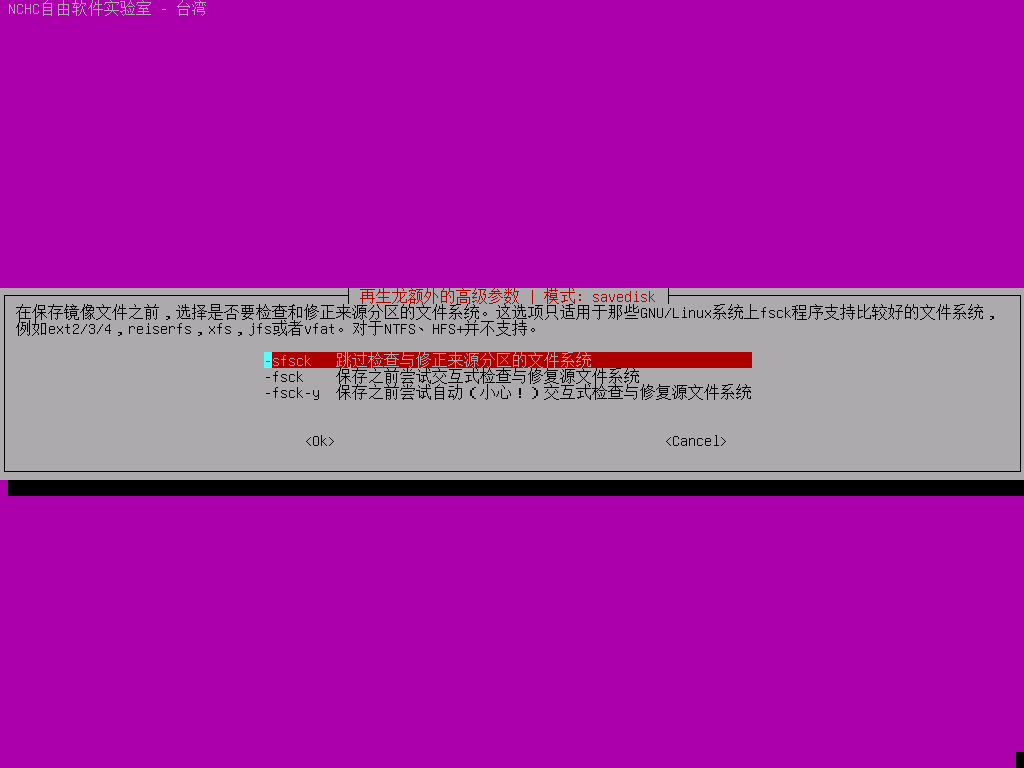 NCHC自由软件实验室 - 台湾
再生龙额外的高级参数 | 模式: savedisk
在保存镜像文件之前,选择是否要检查和修正来源分区的文件系统。这选项只适用于那些GNU/Linux系统上fsck程序支持比较好的文件系统,
例如ext2/3/4,reiserfs,xfs,jfs或者vfat。对于NTFS、HFS+并不支持。
-sfsck 跳过检查与修正来源分区的文件系统
-fsck 保存之前尝试交互式检查与修复源文件系统
-fsck-y 保存之前尝试自动(小心!)交互式检查与修复源文件系统
<Ok> <Cancel>